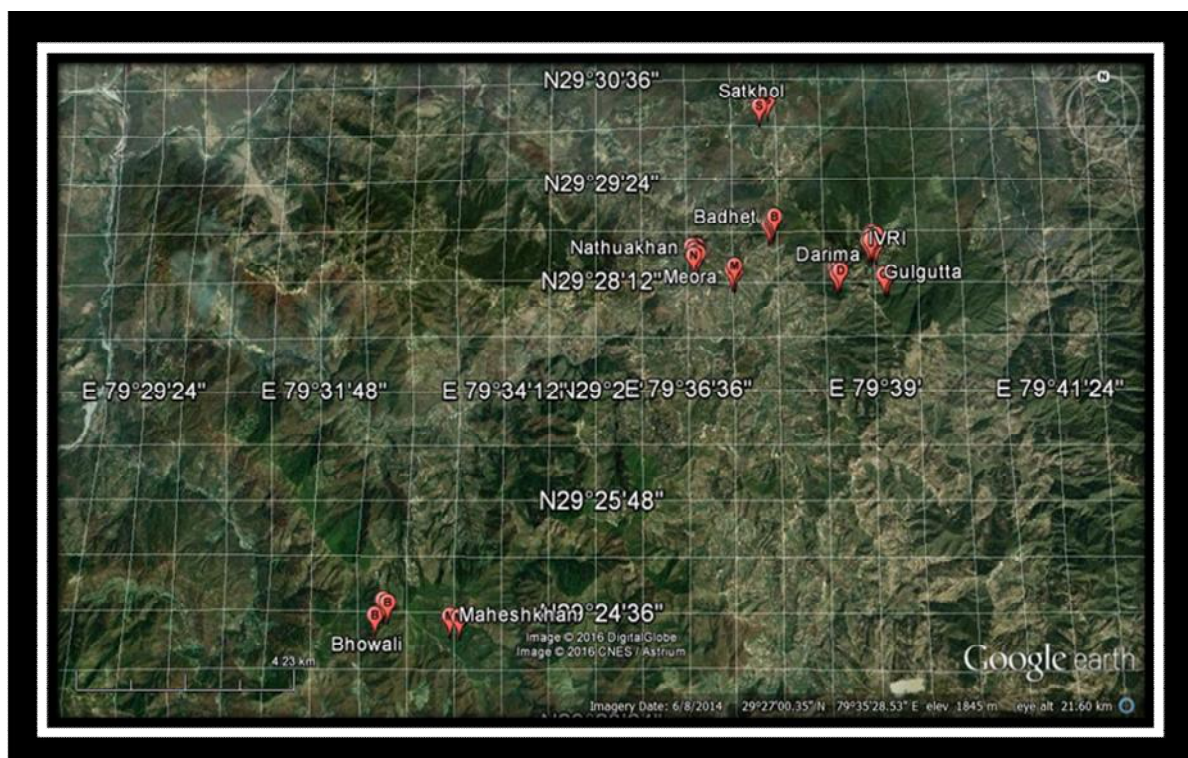 N
N29°30'36"
Satkhol
S
N29°29'24"
Badhet
B
Nathuakhan
N
IVRI
Darima
D
N29°28'12"
Meora
M
Gulgutta
E 79°29'24"
E 79°31'48"
E 79°34'12"
E 79°36'36"
E 79°39'
E 79°41'24"
N29°25'48"
B
B
Maheshkhan
N29°24'36"
Bhowali
Image © 2016 DigitalGlobe
Image © 2016 CNES / Astrium
4.23 km
Google earth
Imagery Date: 6/8/2014 29°27'00.35" N 79°35'28.53" E elev 1845 m eye alt 21.60 km